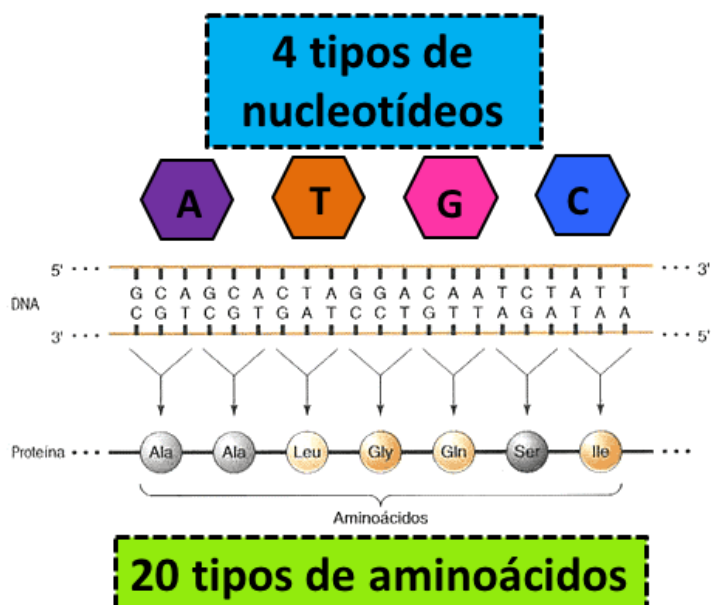 4 tipos de
nucleotídeos
A T G C
5' ··· ··· 3'
DNA
G C A G C A C T A G G A C A A T C T A T T
C G T C G T G A T C C T G T T A G A T A A
3' ··· ··· 5'
Proteína ··· Ala Ala Leu Gly Gln Ser Ile ···
Aminoácidos
20 tipos de aminoácidos